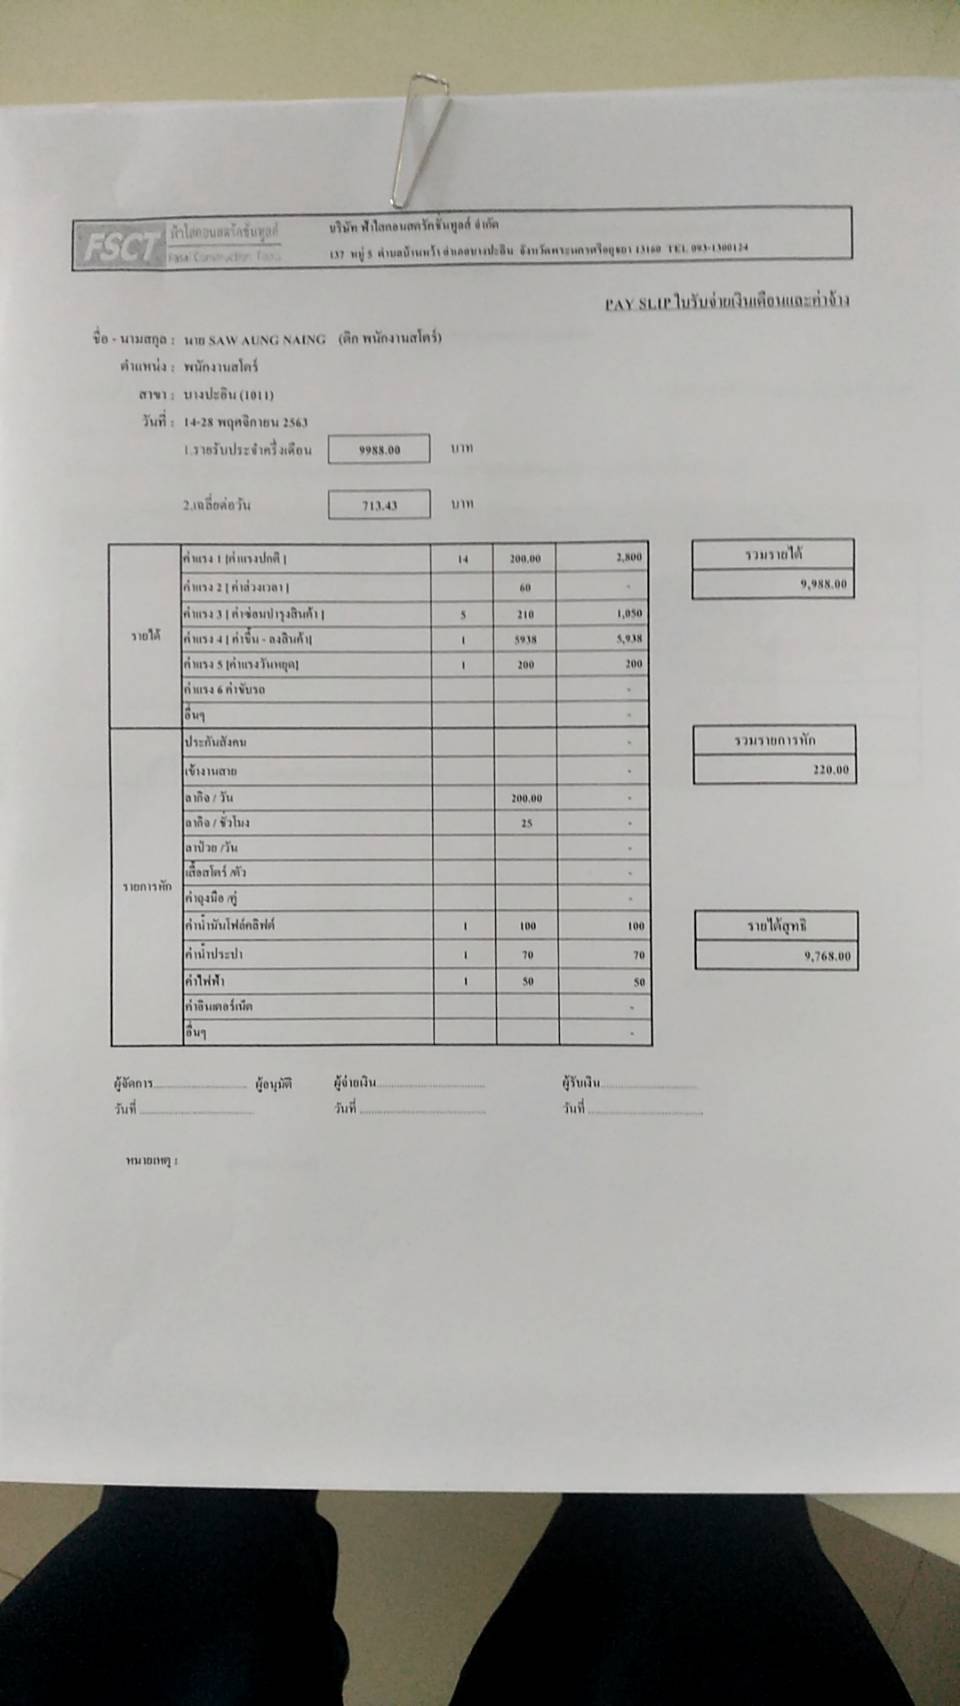 FSCT
ฟ้าใสคอนสตรัคชั่นทูลส์
Fasai Construction Tools
บริษัท ฟ้าใสคอนสตรัคชั่นทูลส์ จำกัด
137 หมู่ 5 ตำบลบ้านหว้า อำเภอบางปะอิน จังหวัดพระนครศรีอยุธยา 13160 TEL 093-1300124
PAY SLIP ใบรับจ่ายเงินเดือนและค่าจ้าง
ชื่อ - นามสกุล : นาย SAW AUNG NAING (ติก พนักงานสโตร์)
ตำแหน่ง : พนักงานสโตร์
สาขา : บางปะอิน (1011)
วันที่ : 14-28 พฤศจิกายน 2563
1.รายรับประจำครึ่งเดือน 9988.00 บาท
2.เฉลี่ยต่อวัน 713.43 บาท
รายได้
ค่าแรง 1 [ค่าแรงปกติ ] 14 200.00 2,800
ค่าแรง 2 [ ค่าล่วงเวลา ] 60 -
ค่าแรง 3 [ ค่าซ่อมบำรุงสินค้า ] 5 210 1,050
ค่าแรง 4 [ ค่าขึ้น - ลงสินค้า] 1 5938 5,938
ค่าแรง 5 [ค่าแรงวันหยุด] 1 200 200
ค่าแรง 6 ค่าขับรถ -
อื่นๆ -
รวมรายได้
9,988.00
รายการหัก
ประกันสังคม -
เข้างานสาย -
ลากิจ / วัน 200.00 -
ลากิจ / ชั่วโมง 25 -
ลาป่วย /วัน -
เสื้อสโตร์ /ตัว -
ค่าถุงมือ /คู่ -
ค่าน้ำมันโฟล์คลิฟต์ 1 100 100
ค่าน้ำประปา 1 70 70
ค่าไฟฟ้า 1 50 50
ค่าอินเตอร์เน็ต -
อื่นๆ -
รวมรายการหัก
220.00
รายได้สุทธิ
9,768.00
ผู้จัดการ........................ ผู้อนุมัติ ผู้จ่ายเงิน........................ ผู้รับเงิน........................
วันที่ ........................ วันที่ ........................ วันที่ ........................
หมายเหตุ :